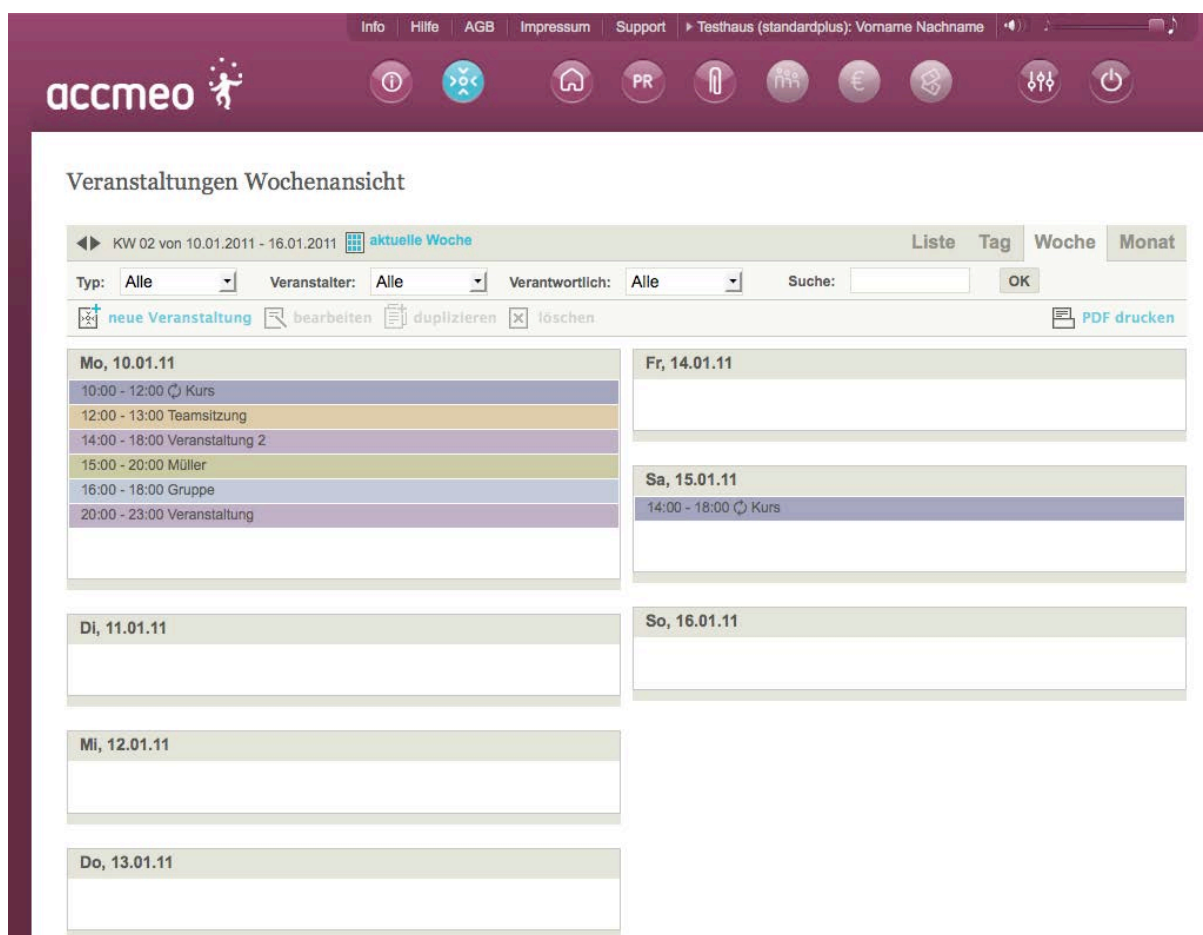 Info Hilfe AGB Impressum Support Testhaus (standardplus): Vorname Nachname
accmeo
PR
€
Veranstaltungen Wochenansicht
KW 02 von 10.01.2011 - 16.01.2011 aktuelle Woche Liste Tag Woche Monat
Typ: Alle Veranstalter: Alle Verantwortlich: Alle Suche: OK
neue Veranstaltung bearbeiten duplizieren löschen PDF drucken
Mo, 10.01.11
10:00 - 12:00 Kurs
12:00 - 13:00 Teamsitzung
14:00 - 18:00 Veranstaltung 2
15:00 - 20:00 Müller
16:00 - 18:00 Gruppe
20:00 - 23:00 Veranstaltung
Di, 11.01.11
Mi, 12.01.11
Do, 13.01.11
Fr, 14.01.11
Sa, 15.01.11
14:00 - 18:00 Kurs
So, 16.01.11